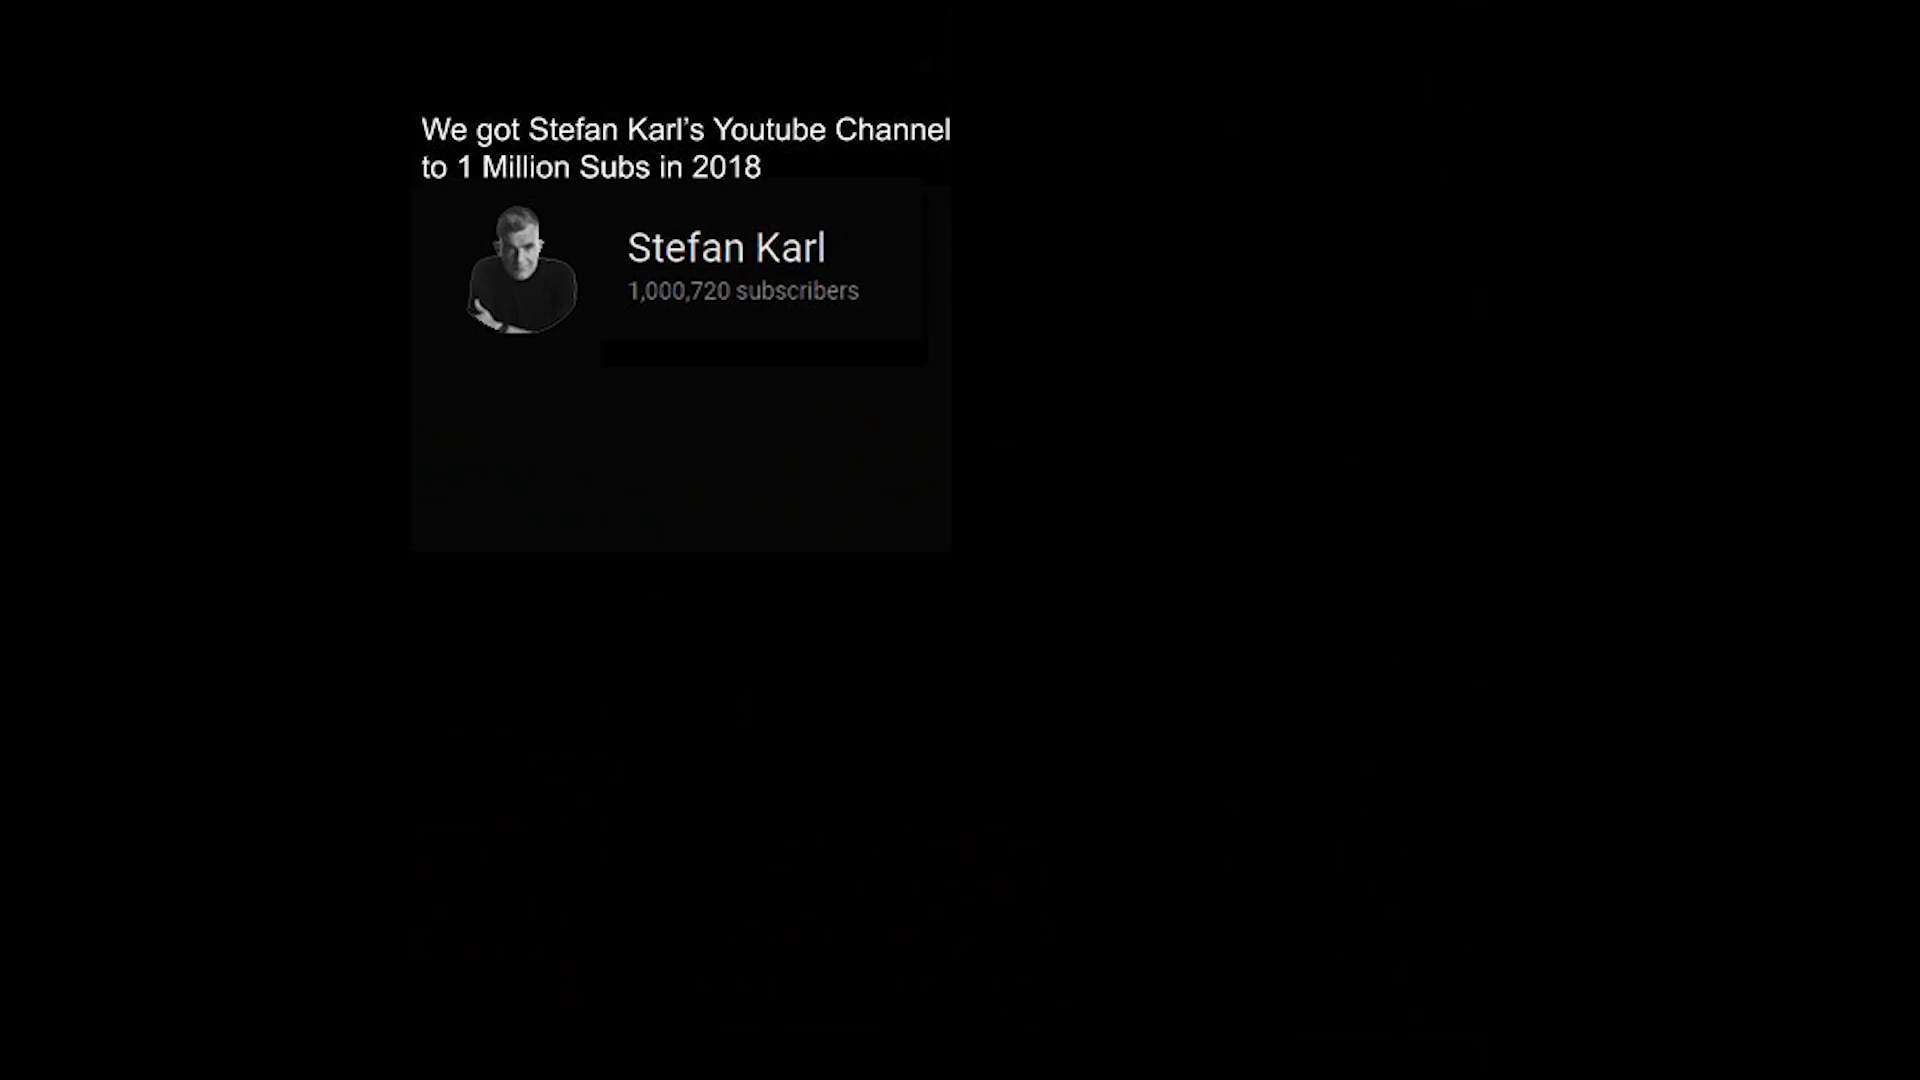 We got Stefan Karl’s Youtube Channel
to 1 Million Subs in 2018
Stefan Karl
1,000,720 subscribers